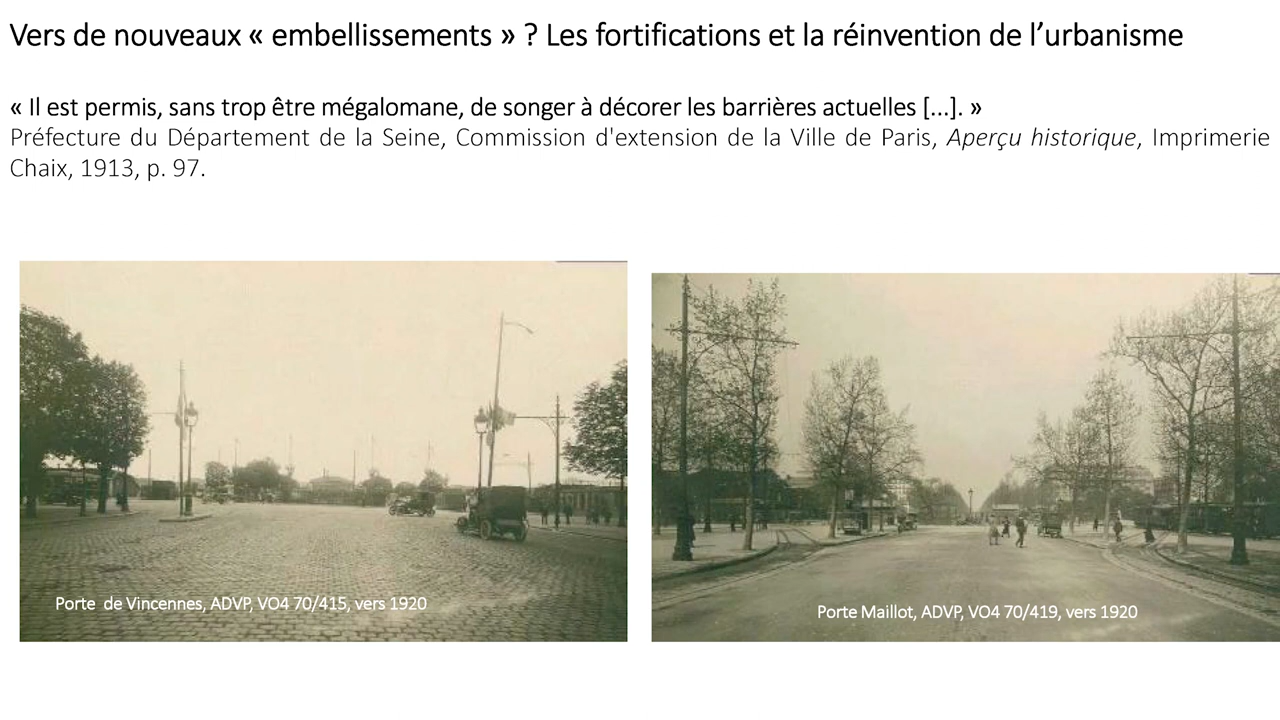 Vers de nouveaux « embellissements » ? Les fortifications et la réinvention de l’urbanisme
« Il est permis, sans trop être mégalomane, de songer à décorer les barrières actuelles […]. »
Préfecture du Département de la Seine, Commission d'extension de la Ville de Paris, Aperçu historique, Imprimerie
Chaix, 1913, p. 97.
Porte de Vincennes, ADVP, VO4 70/415, vers 1920
Porte Maillot, ADVP, VO4 70/419, vers 1920